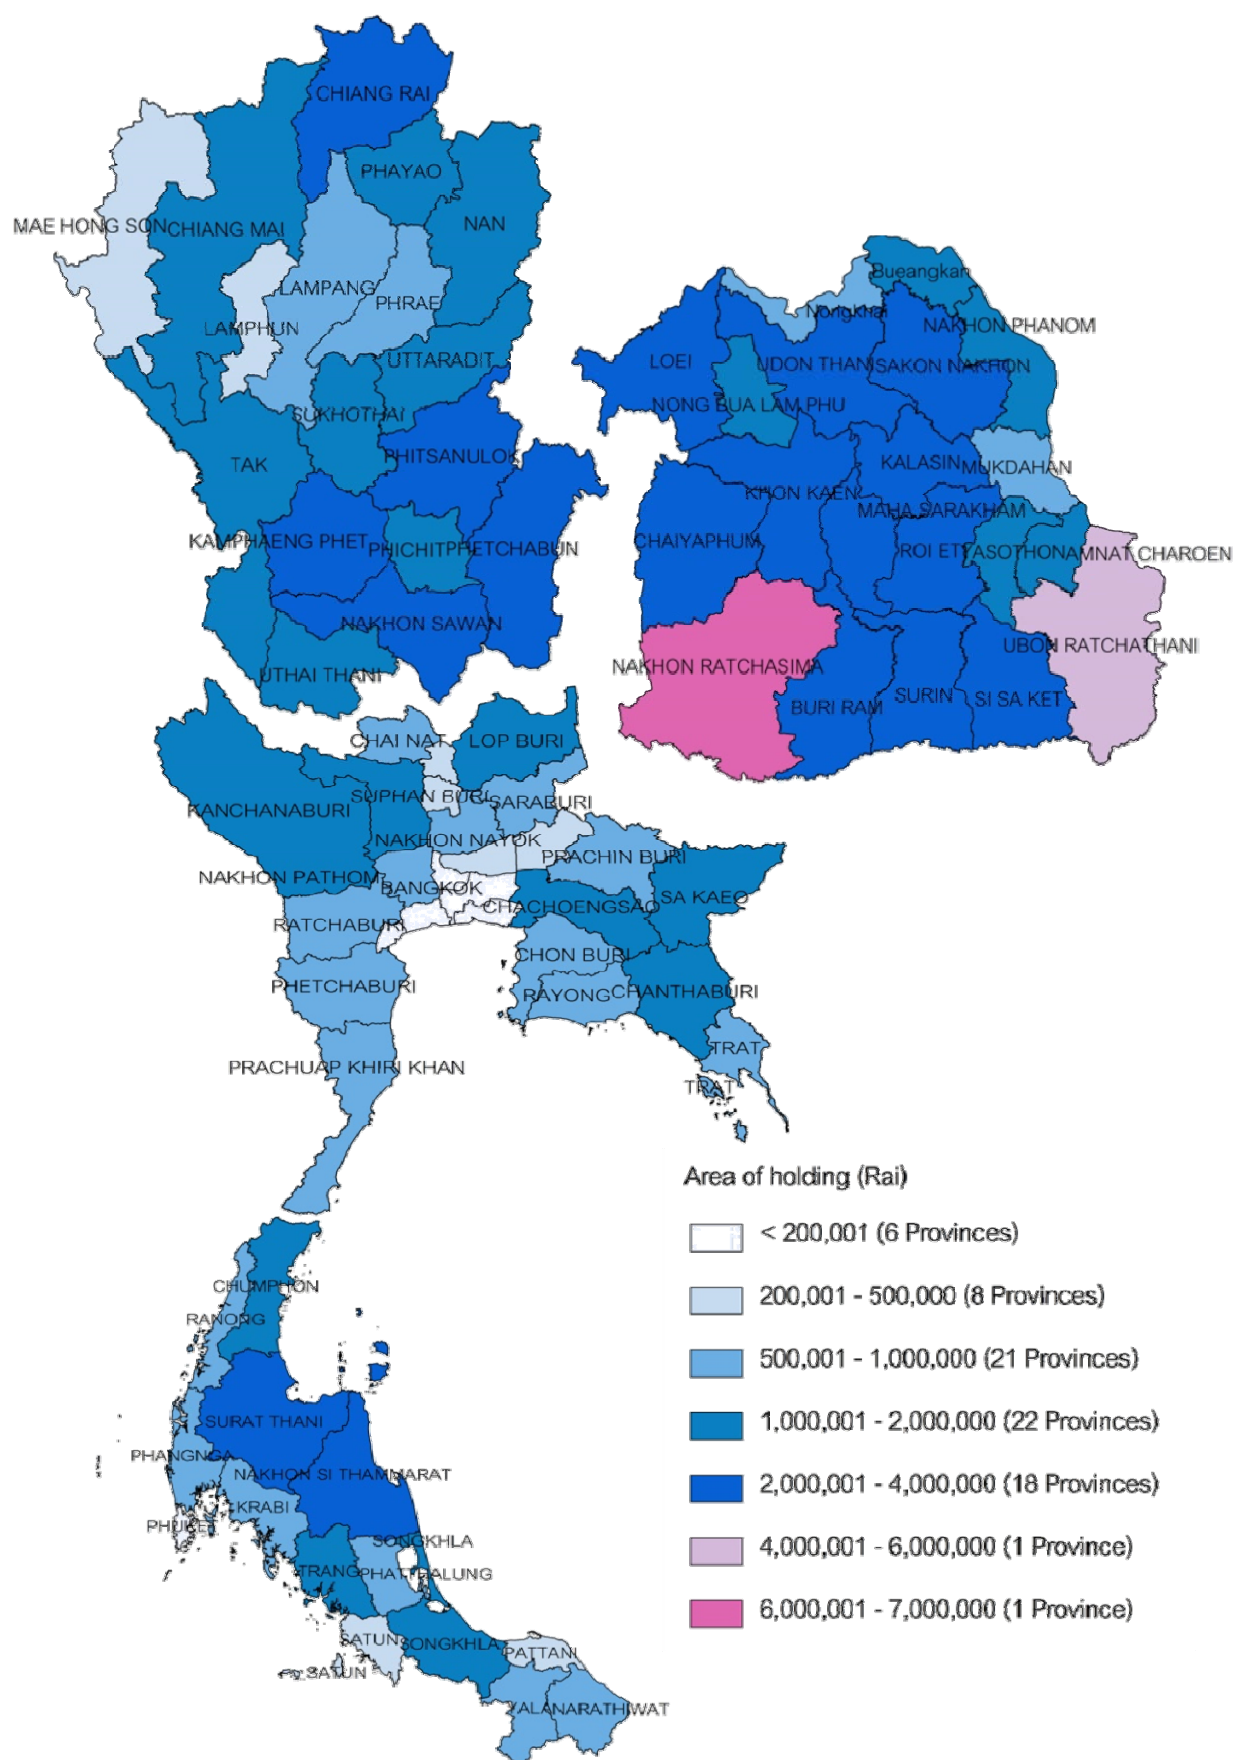 CHIANG RAI
PHAYAO
MAE HONG SON
CHIANG MAI
NAN
LAMPANG
PHRAE
LAMPHUN
UTTARADIT
SUKHOTHAI
TAK
PHITSANULOK
KAMPHAENG PHET
PHICHIT
PHETCHABUN
NAKHON SAWAN
UTHAI THANI
Bueangkan
Nongkhai
NAKHON PHANOM
LOEI
UDON THANI
SAKON NAKHON
NONG BUA LAM PHU
KALASIN
MUKDAHAN
KHON KAEN
MAHA SARAKHAM
CHAIYAPHUM
ROI ET
YASOTHON
AMNAT CHAROEN
UBON RATCHATHANI
NAKHON RATCHASIMA
BURI RAM
SURIN
SI SA KET
CHAI NAT
LOP BURI
SUPHAN BURI
SARABURI
KANCHANABURI
NAKHON NAYOK
PRACHIN BURI
NAKHON PATHOM
BANGKOK
SA KAEO
CHACHOENGSAO
RATCHABURI
CHON BURI
PHETCHABURI
RAYONG
CHANTHABURI
TRAT
PRACHUAP KHIRI KHAN
TRAT
Area of holding (Rai)
< 200,001 (6 Provinces)
200,001 - 500,000 (8 Provinces)
500,001 - 1,000,000 (21 Provinces)
1,000,001 - 2,000,000 (22 Provinces)
2,000,001 - 4,000,000 (18 Provinces)
4,000,001 - 6,000,000 (1 Province)
6,000,001 - 7,000,000 (1 Province)
CHUMPHON
RANONG
SURAT THANI
PHANGNGA
NAKHON SI THAMMARAT
KRABI
PHUKET
SONGKHLA
TRANG
PHATTHALUNG
SATUN
SONGKHLA
PATTANI
SATUN
YALA
NARATHIWAT